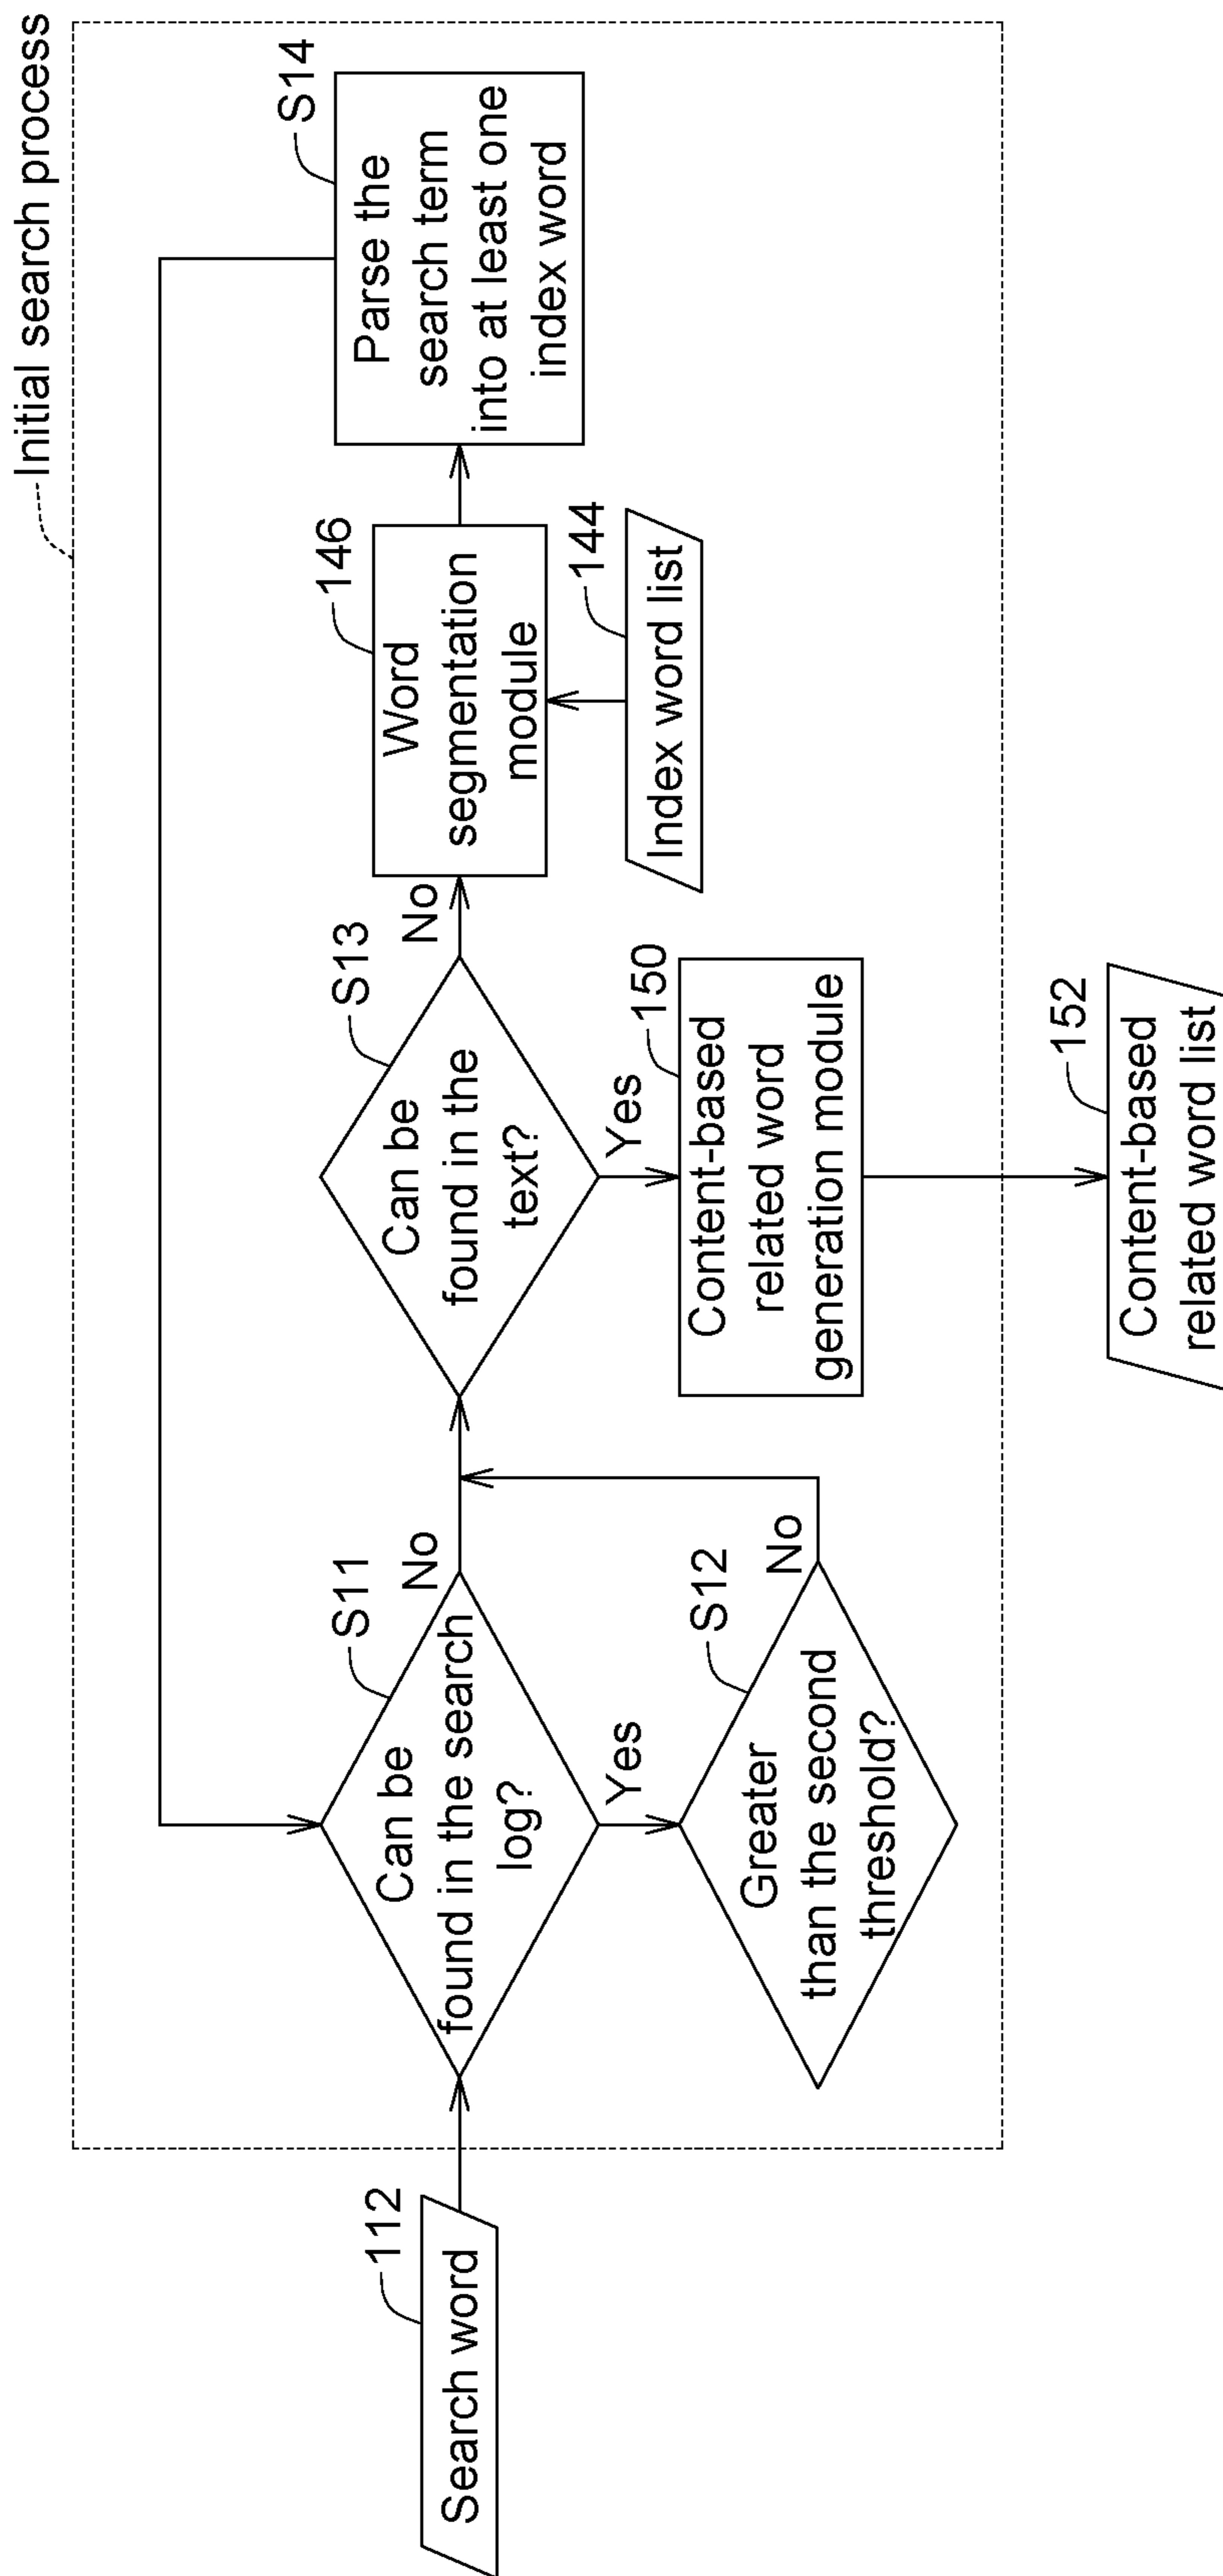 Initial search process
112
Search word
S11
Can be
found in the search
log?
No
Yes
S12
Greater
than the second
threshold?
No
S13
Can be
found in the
text?
No
Yes
146
Word
segmentation
module
144
Index word list
S14
Parse the
search term
into at least one
index word
150
Content-based
related word
generation module
152
Content-based
related word list